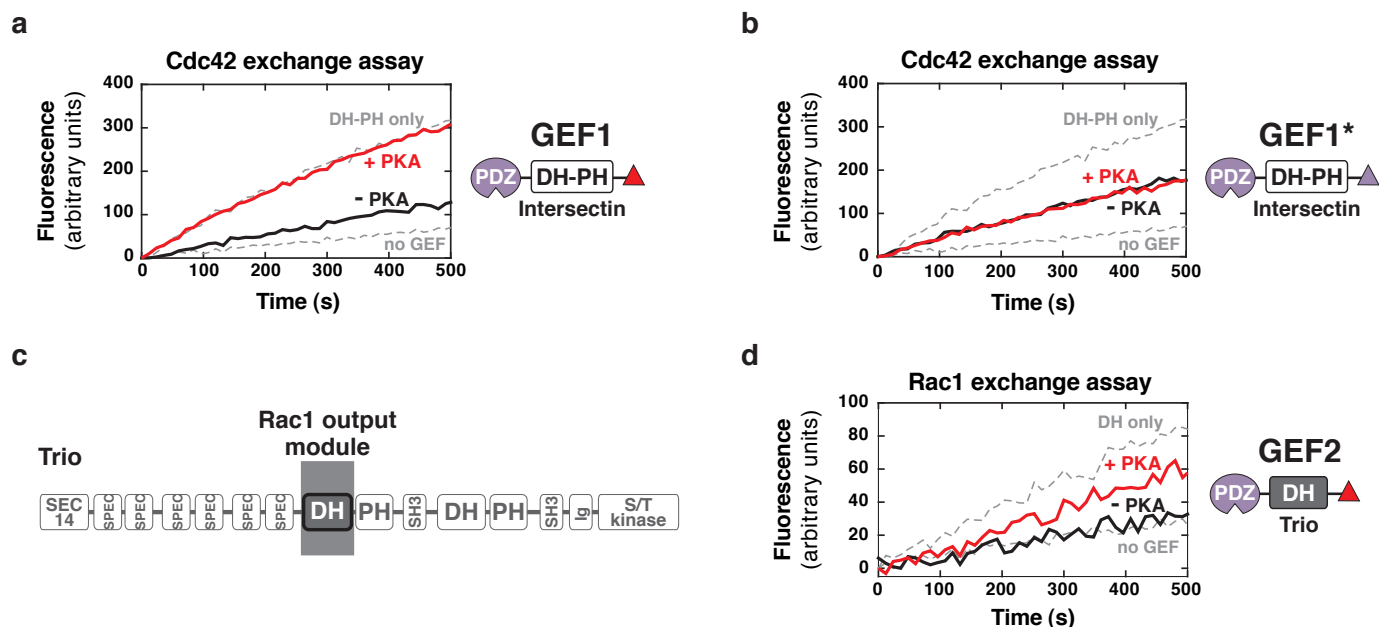 a
Cdc42 exchange assay
Fluorescence
(arbitrary units)
400
300
200
100
0
DH-PH only
+ PKA
- PKA
no GEF
0 100 200 300 400 500
Time (s)
GEF1
PDZ DH-PH
Intersectin
b
Cdc42 exchange assay
Fluorescence
(arbitrary units)
400
300
200
100
0
DH-PH only
+ PKA
- PKA
no GEF
0 100 200 300 400 500
Time (s)
GEF1*
PDZ DH-PH
Intersectin
c
Rac1 output
module
Trio
SEC
14
SPEC
SPEC
SPEC
SPEC
SPEC
SPEC
DH
PH
SH3
DH
PH
SH3
Ig
S/T
kinase
d
Rac1 exchange assay
Fluorescence
(arbitrary units)
100
80
60
40
20
0
DH only
+ PKA
- PKA
no GEF
0 100 200 300 400 500
Time (s)
GEF2
PDZ DH
Trio